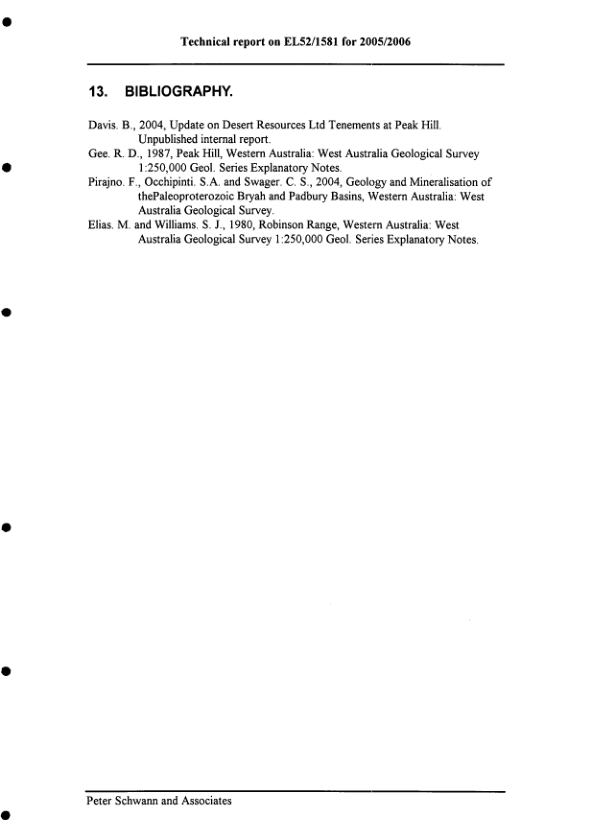 Technical report on EL52/1581 for 2005/2006
13. BIBLIOGRAPHY.
Davis. B., 2004, Update on Desert Resources Ltd Tenements at Peak Hill.
Unpublished internal report.
Gee. R. D., 1987, Peak Hill, Western Australia: West Australia Geological Survey
1:250,000 Geol. Series Explanatory Notes.
Pirajno. F., Occhipinti. S.A. and Swager. C. S., 2004, Geology and Mineralisation of
thePaleoproterozoic Bryah and Padbury Basins, Western Australia: West
Australia Geological Survey.
Elias. M. and Williams. S. J., 1980, Robinson Range, Western Australia: West
Australia Geological Survey 1:250,000 Geol. Series Explanatory Notes.
Peter Schwann and Associates